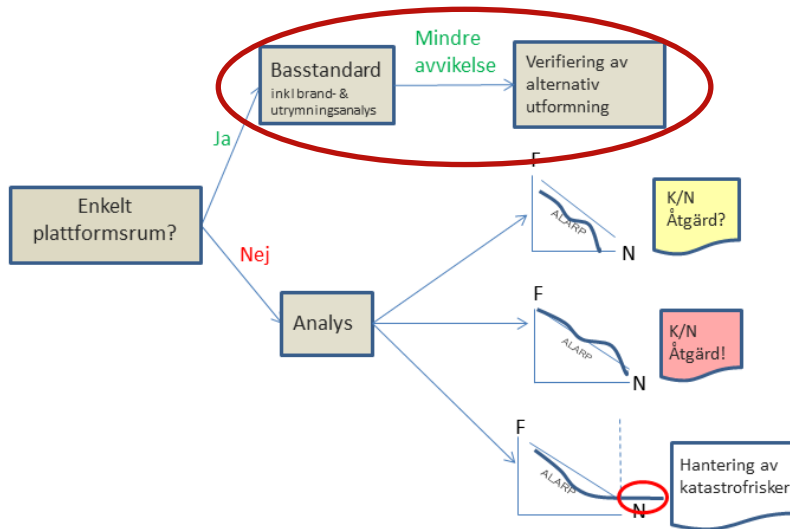 Mindre
avvikelse
Basstandard
inkl brand- &
utrymningsanalys
Verifiering av
alternativ
utformning
Ja
Enkelt
plattformsrum?
Nej
F
ALARP
N
K/N
Åtgärd?
Analys
F
ALARP
N
K/N
Åtgärd!
F
ALARP
N
Hantering av
katastrofrisker